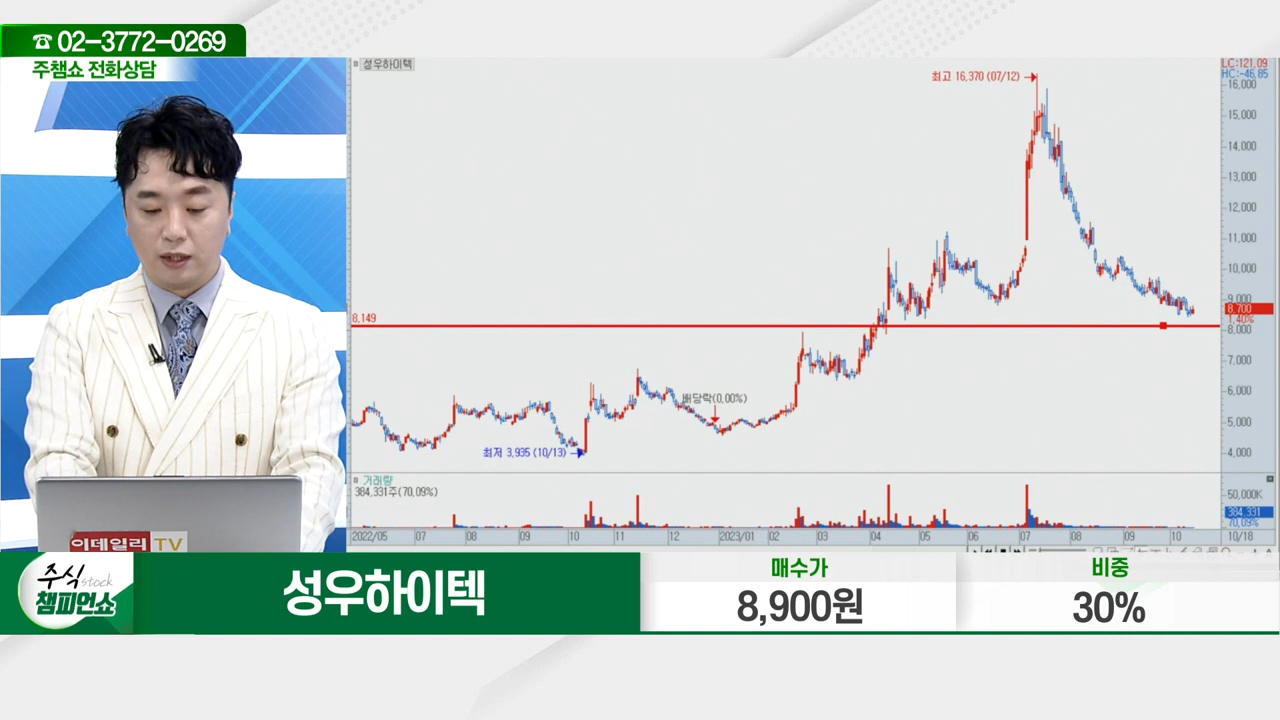 ☎ 02-3772-0269
주챔쇼 전화상담
성우하이텍
최고 16,370 (07/12)
LC:121.09
HC:-46.85
16,000
15,000
14,000
13,000
12,000
11,000
10,000
9,000
8,700
1.40%
8,149
8,000
7,000
6,000
배당락(0.00%)
5,000
최저 3,935 (10/13)
4,000
거래량
384,331주(70.09%)
50,000K
384,331
70.09%
2022/05 07 08 09 10 11 12 2023/01 02 03 04 05 06 07 08 09 10 10/18
이데일리 TV
주식 stock
챔피언쇼
성우하이텍
매수가
8,900원
비중
30%